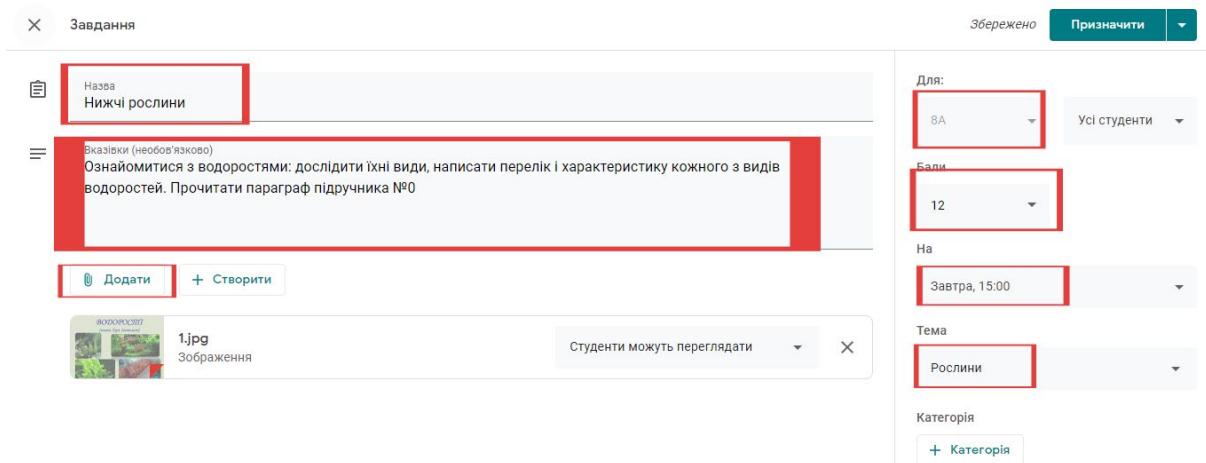 Завдання
Збережено
Призначити
Назва
Нижчі рослини
Вказівки (необов'язково)
Ознайомитися з водоростями: дослідити їхні види, написати перелік і характеристику кожного з видів
водоростей. Прочитати параграф підручника №0
Додати
+ Створити
ВОДОРОСТІ
1.jpg
Зображення
Студенти можуть переглядати
Для:
8А
Усі студенти
Бали
12
На
Завтра, 15:00
Тема
Рослини
Категорія
+ Категорія